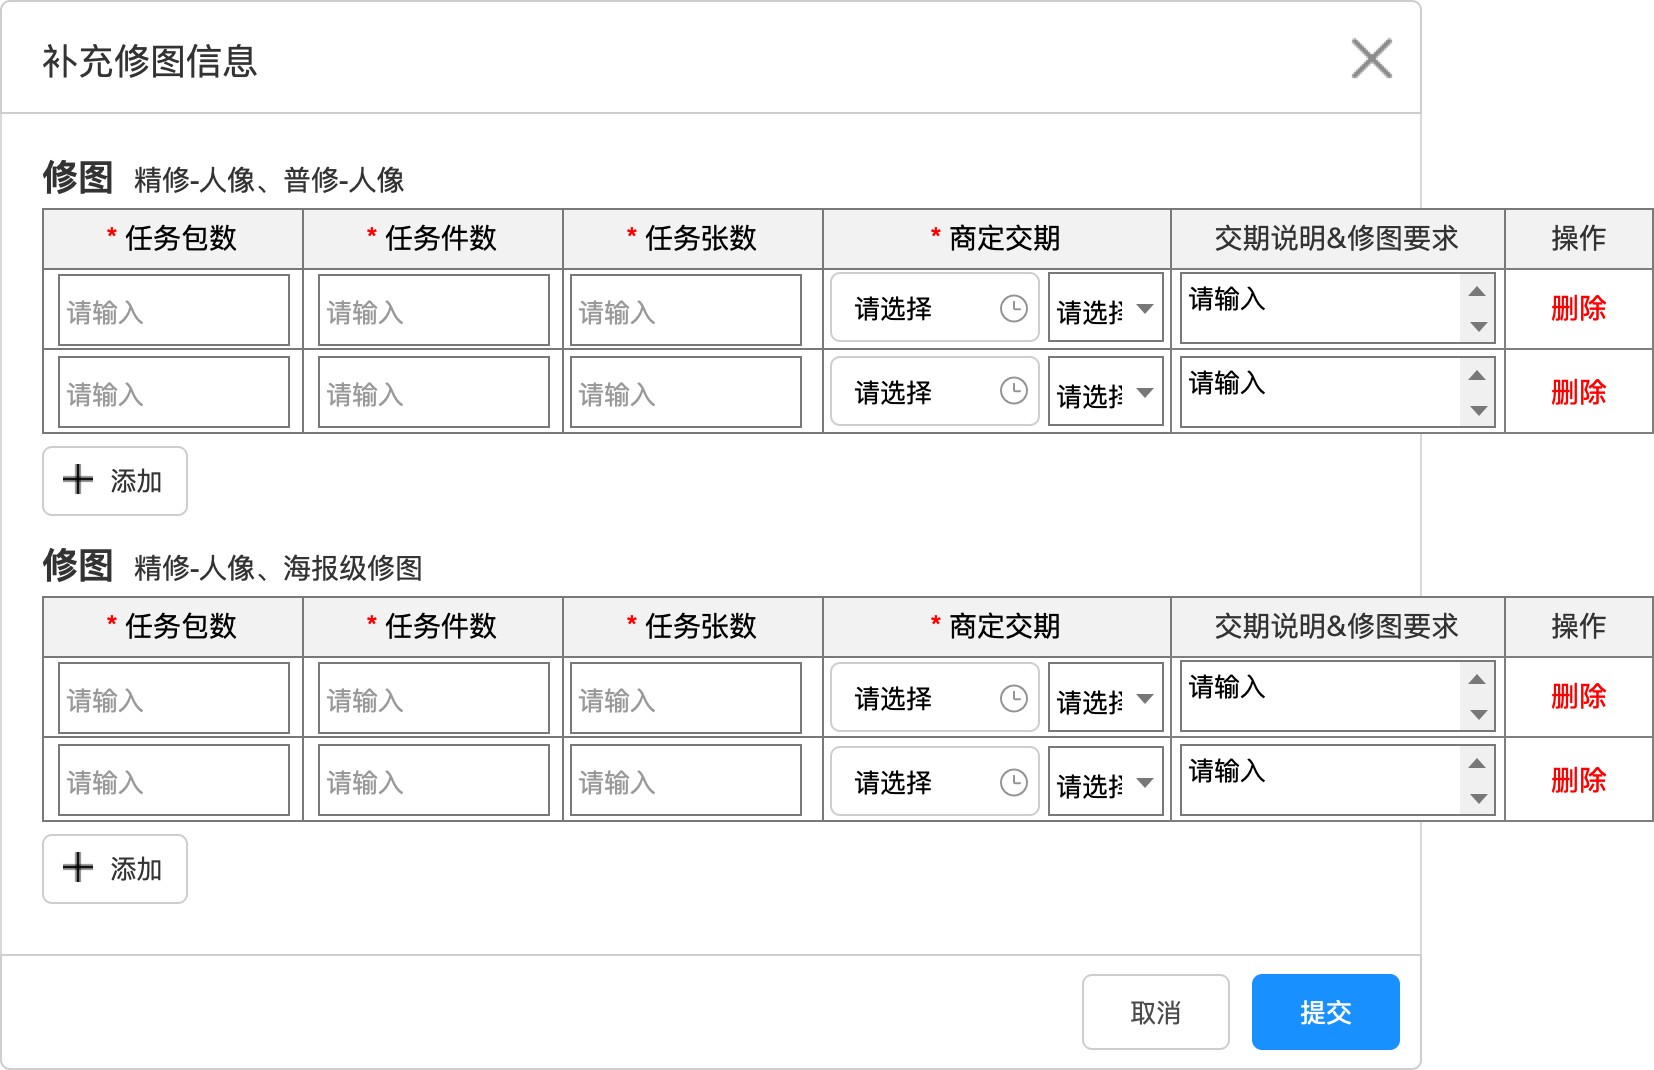 补充修图信息
修图 精修-人像、普修-人像
* 任务包数 * 任务件数 * 任务张数 * 商定交期 交期说明&修图要求 操作
请输入 请输入 请输入 请选择 请选择 请输入 删除
请输入 请输入 请输入 请选择 请选择 请输入 删除
添加
修图 精修-人像、海报级修图
* 任务包数 * 任务件数 * 任务张数 * 商定交期 交期说明&修图要求 操作
请输入 请输入 请输入 请选择 请选择 请输入 删除
请输入 请输入 请输入 请选择 请选择 请输入 删除
添加
取消 提交